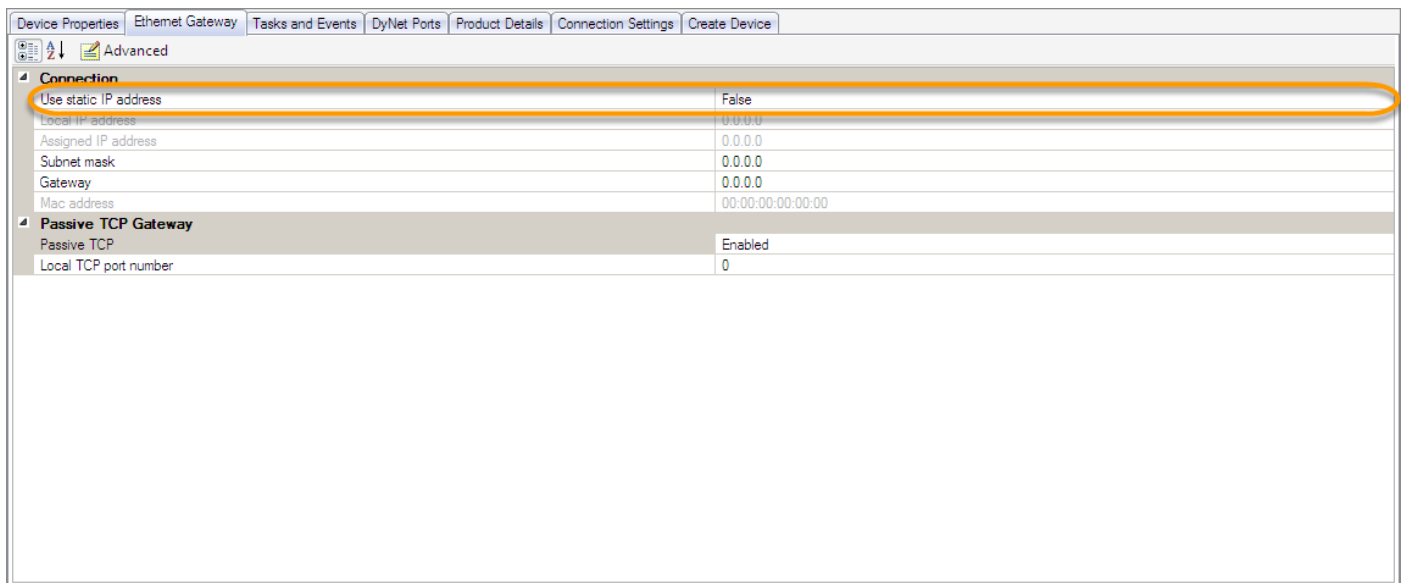 Device Properties Ethernet Gateway Tasks and Events DyNet Ports Product Details Connection Settings Create Device
Advanced
Connection
Use static IP address False
Local IP address 0.0.0.0
Assigned IP address 0.0.0.0
Subnet mask 0.0.0.0
Gateway 0.0.0.0
Mac address 00:00:00:00:00:00
Passive TCP Gateway
Passive TCP Enabled
Local TCP port number 0